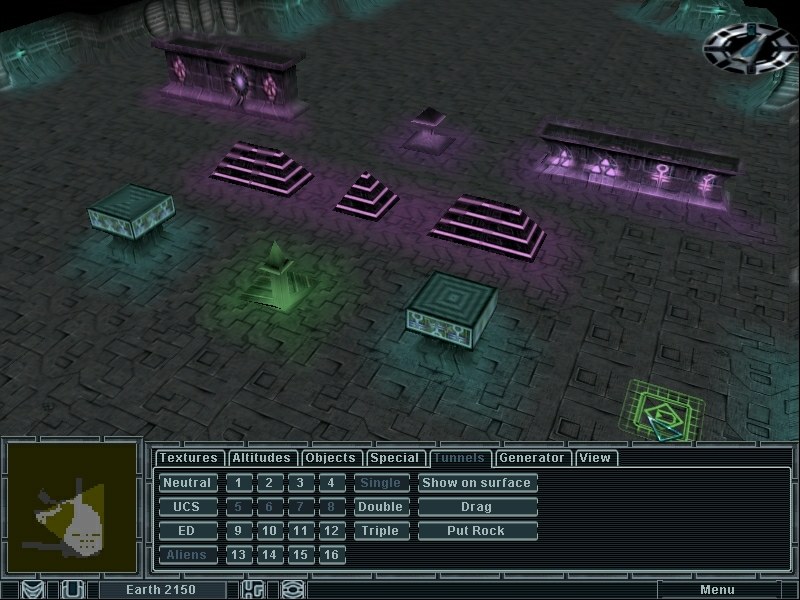 Textures Altitudes Objects Special Tunnels Generator View
Neutral 1 2 3 4 Single Show on surface
UCS 5 6 7 8 Double Drag
ED 9 10 11 12 Triple Put Rock
Aliens 13 14 15 16
Earth 2150 Menu